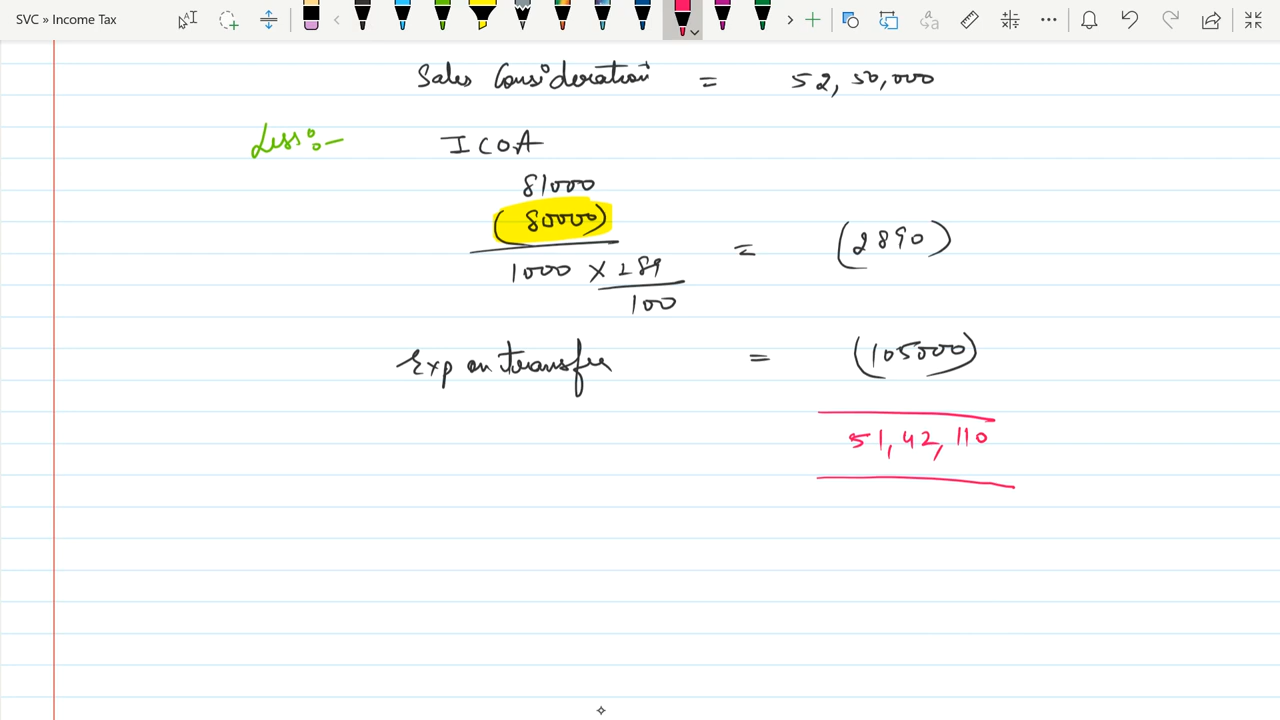 SVC » Income Tax
Sales Consideration = 52,50,000
Less:- ICOA
81000
(80000)
1000 × 289 = (2890)
100
Exp on transfer = (105000)
51,42,110